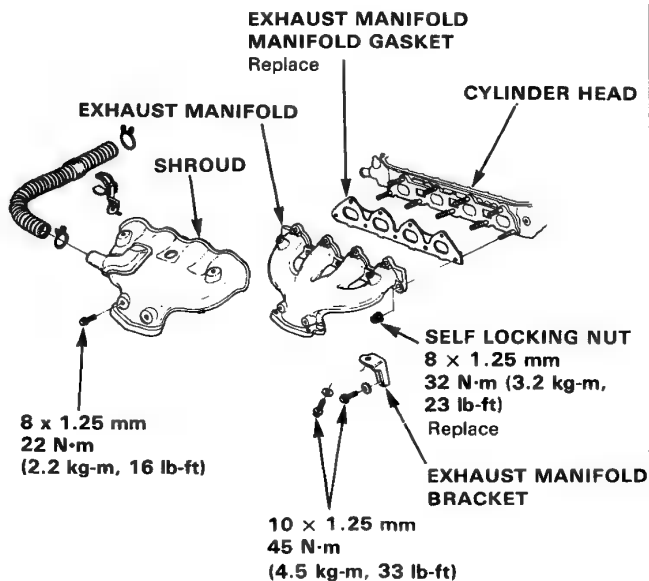 EXHAUST MANIFOLD
MANIFOLD GASKET
Replace
CYLINDER HEAD
EXHAUST MANIFOLD
SHROUD
SELF LOCKING NUT
8 × 1.25 mm
32 N·m (3.2 kg-m,
23 lb-ft)
Replace
8 x 1.25 mm
22 N·m
(2.2 kg-m, 16 lb-ft)
EXHAUST MANIFOLD
BRACKET
10 × 1.25 mm
45 N·m
(4.5 kg-m, 33 lb-ft)